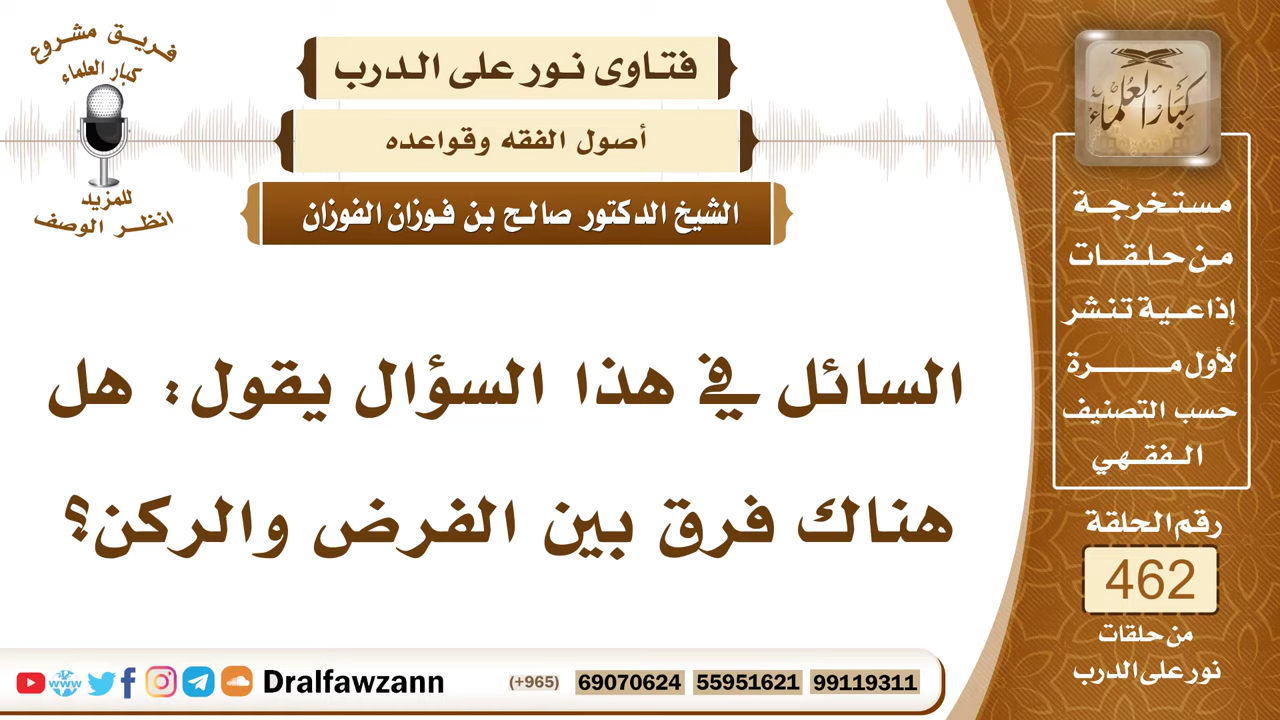 فريق مشروع
كبار العلماء
للمزيد
انظر الوصف
فتاوى نور على الدرب
أصول الفقه وقواعده
الشيخ الدكتور صالح بن فوزان الفوزان
السائل في هذا السؤال يقول: هل
هناك فرق بين الفرض والركن؟
كبار العلماء
مستخرجة
من حلقات
إذاعية تنشر
لأول مرة
حسب التصنيف
الفقهي
رقم الحلقة
462
من حلقات
نور على الدرب
www
Dralfawzann
(+965) 69070624 55951621 99119311